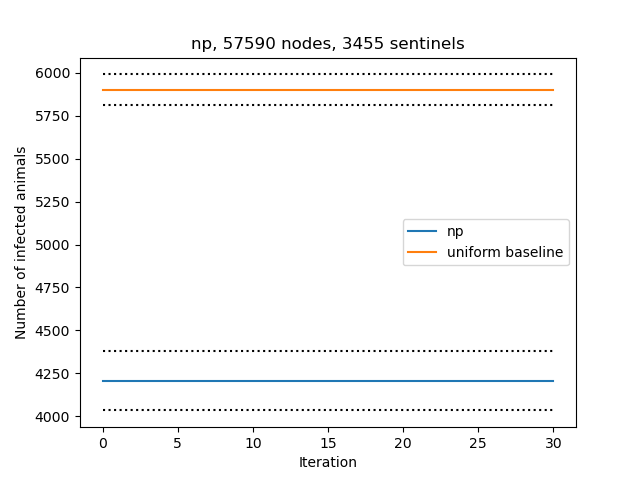 np, 57590 nodes, 3455 sentinels
Number of infected animals
6000
5750
5500
5250
5000
4750
4500
4250
4000
np
uniform baseline
0 5 10 15 20 25 30
Iteration